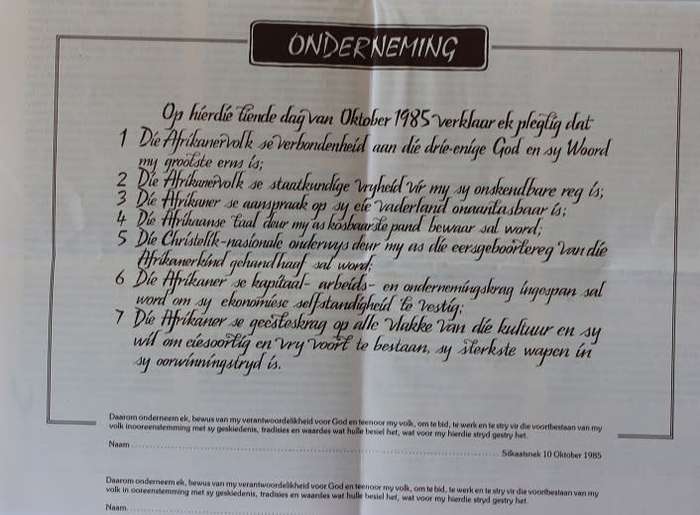 ONDERNEMING
Op hierdie tiende dag van Oktober 1985 verklaar ek plegtig dat
1 Die Afrikanervolk se verbondenheid aan die drie-enige God en sy Woord
my grootste erns is;
2 Die Afrikanervolk se staatkundige vryheid vir my sy onskendbare reg is;
3 Die Afrikaner se aanspraak op sy eie vaderland onaantasbaar is;
4 Die Afrikaanse taal deur my as kosbaarste pand bewaar sal word;
5 Die Christelik-nasionale onderwys deur my as die eersgeboortereg van die
Afrikanerkind gehandhaaf sal word;
6 Die Afrikaner se kapitaal- arbeids- en ondernemingskrag ingespan sal
word om sy ekonomiese selfstandigheid te vestig;
7 Die Afrikaner se geesteskrag op alle vlakke van die kultuur en sy
wil om eiesoortig en vry voort te bestaan, sy sterkste wapen in
sy oorwinningstryd is.
Daarom onderneem ek, bewus van my verantwoordelikheid voor God en teenoor my volk, om te bid, te werk en te stry vir die voortbestaan van my
volk in ooreenstemming met sy geskiedenis, tradisies en waardes wat hulle besiel het, wat voor my hierdie stryd gestry het.
Naam
Silkaatsnek 10 Oktober 1985
Daarom onderneem ek, bewus van my verantwoordelikheid voor God en teenoor my volk, om te bid, te werk en te stry vir die voortbestaan van my
volk in ooreenstemming met sy geskiedenis, tradisies en waardes wat hulle besiel het, wat voor my hierdie stryd gestry het.
Naam